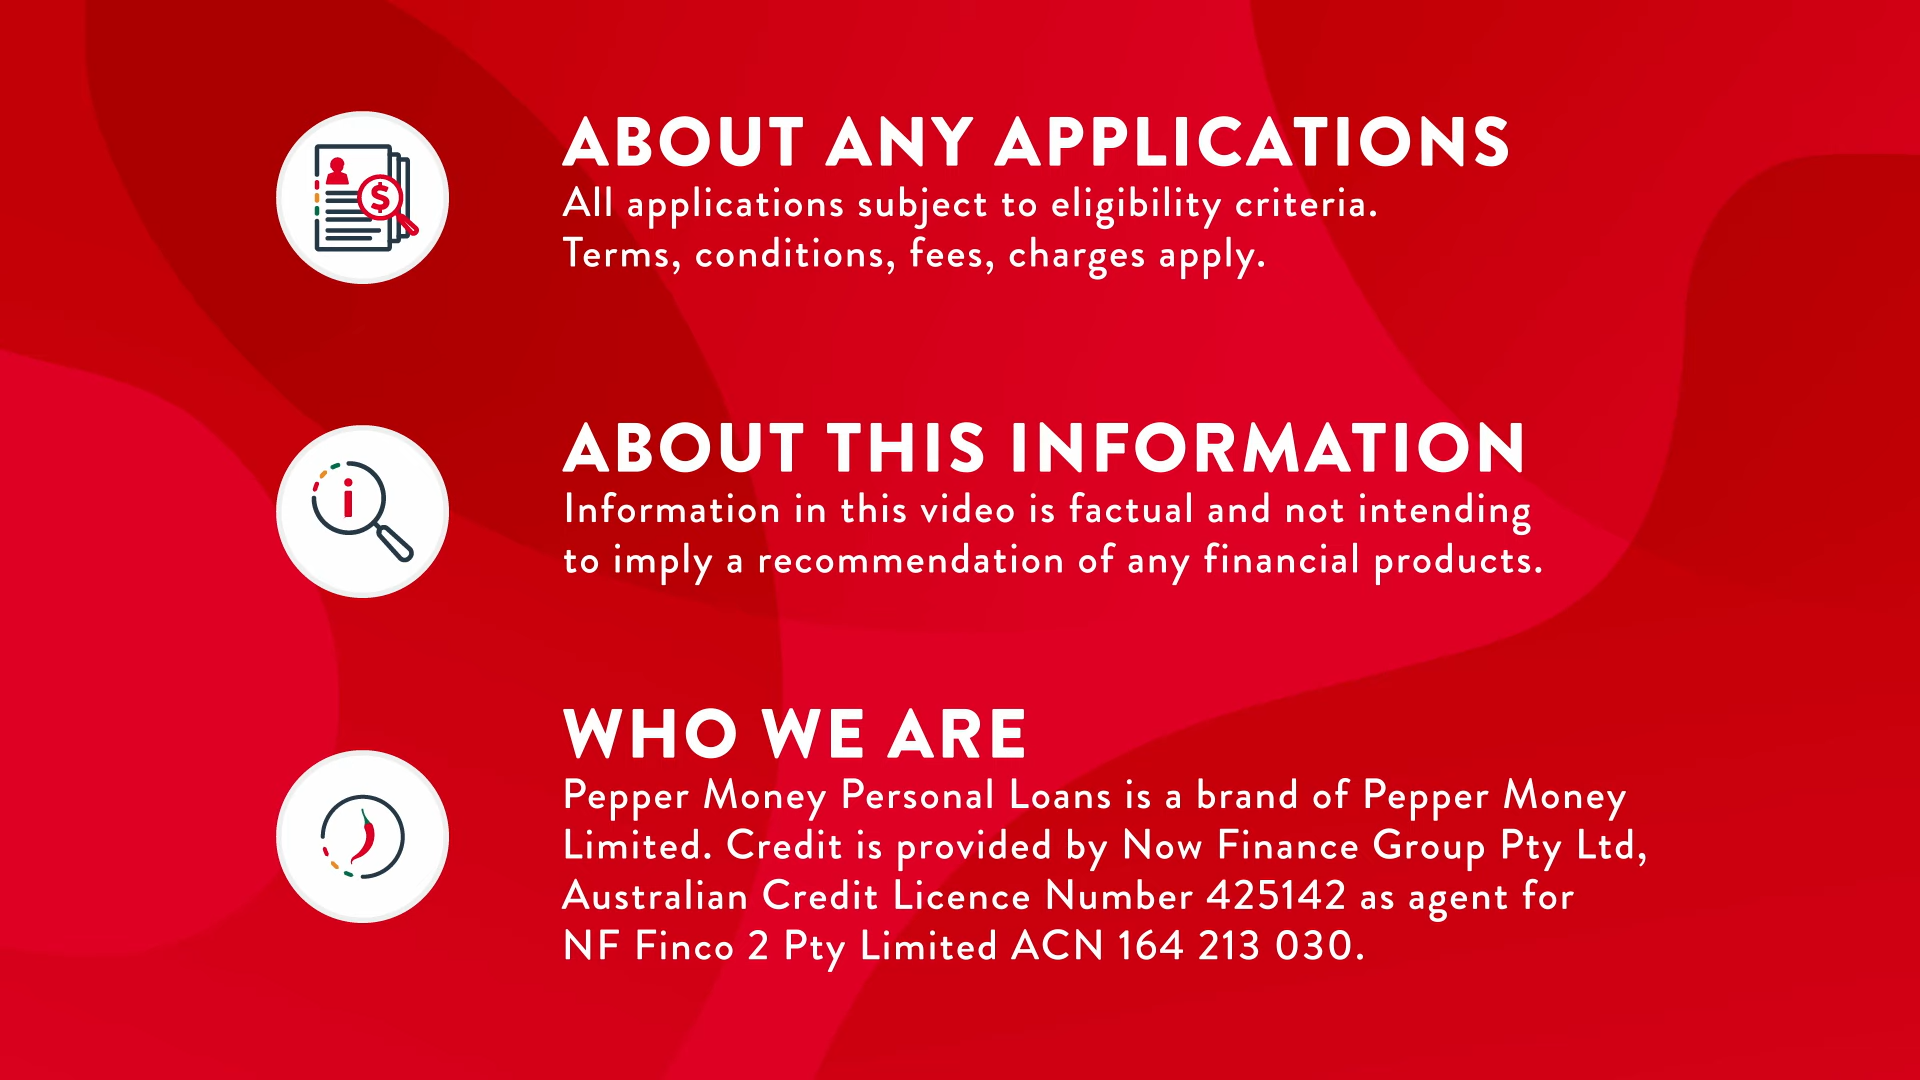 ABOUT ANY APPLICATIONS
All applications subject to eligibility criteria.
Terms, conditions, fees, charges apply.
ABOUT THIS INFORMATION
Information in this video is factual and not intending
to imply a recommendation of any financial products.
WHO WE ARE
Pepper Money Personal Loans is a brand of Pepper Money
Limited. Credit is provided by Now Finance Group Pty Ltd,
Australian Credit Licence Number 425142 as agent for
NF Finco 2 Pty Limited ACN 164 213 030.